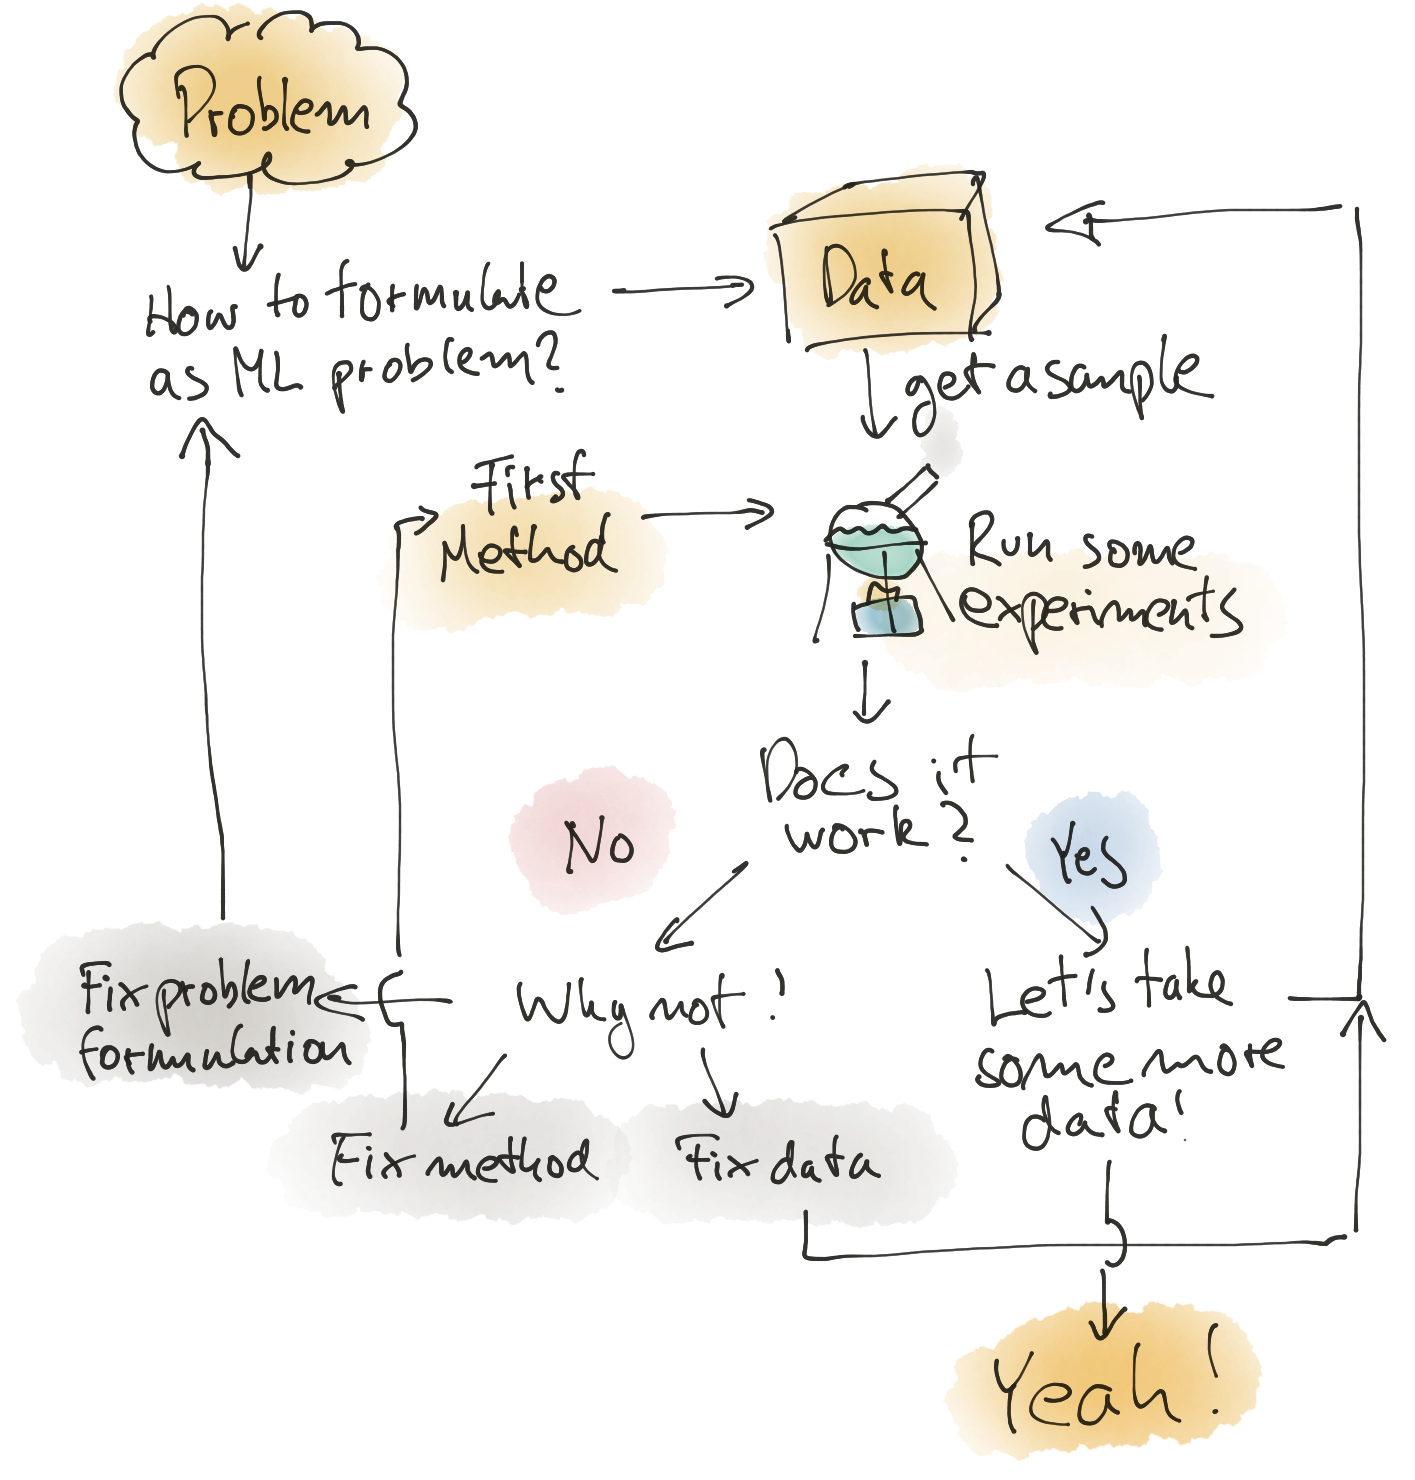 Problem
How to formulate
as ML problem?
Data
get a sample
First
Method
Run some
experiments
Does it
work?
No
Yes
Why not!
Let's take
some more
data!
Fix problem
formulation
Fix method
Fix data
Yeah!